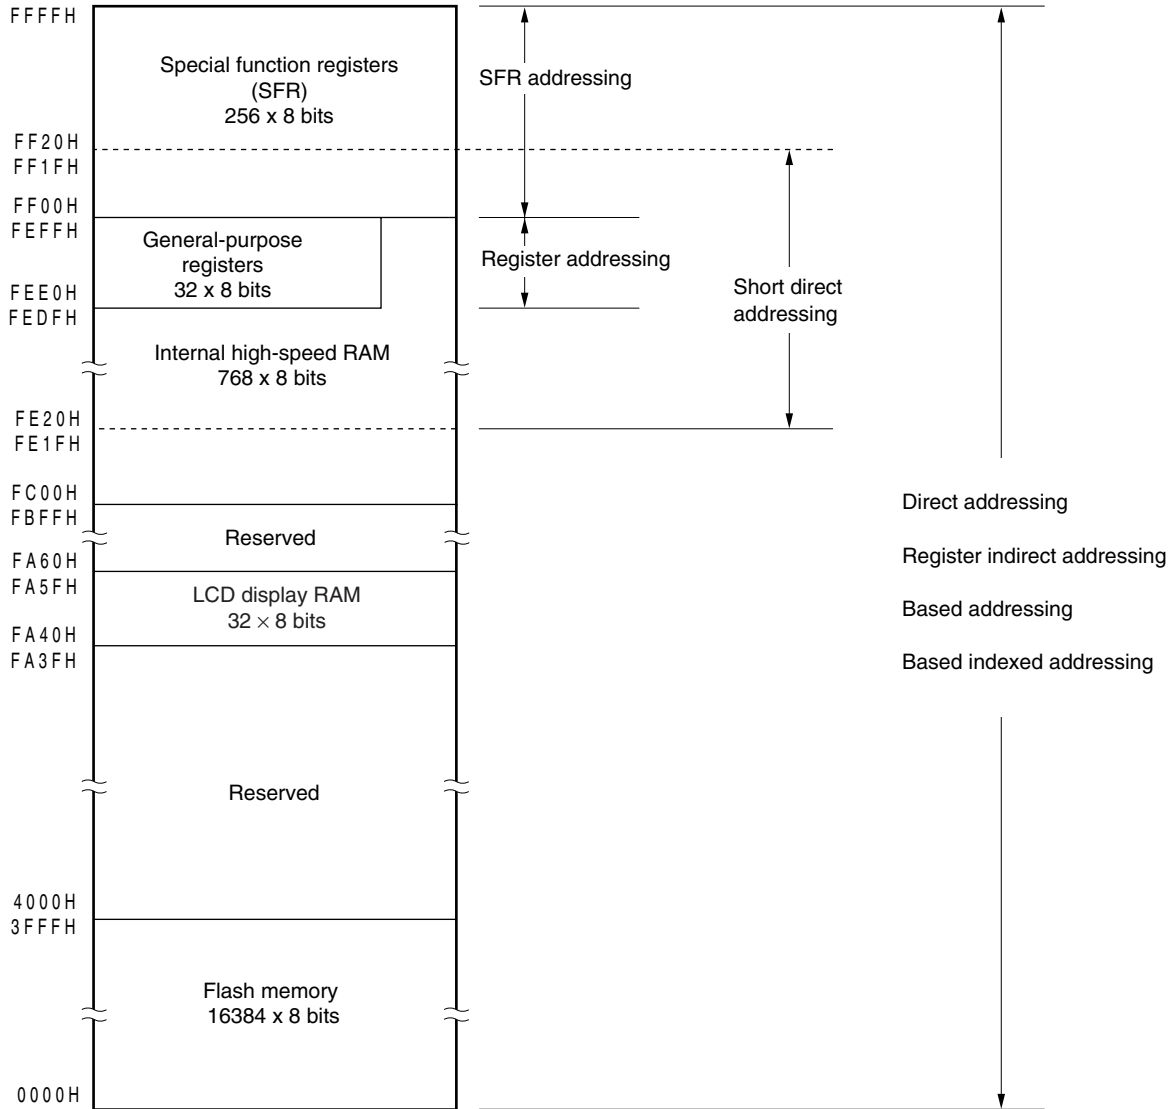 FFFFH
Special function registers
(SFR)
256 x 8 bits
SFR addressing
FF20H
FF1FH
FF00H
FEFFH
General-purpose
registers
32 x 8 bits
Register addressing
Short direct
addressing
FEE0H
FEDFH
Internal high-speed RAM
768 x 8 bits
FE20H
FE1FH
FC00H
FBFFH
Reserved
Direct addressing
Register indirect addressing
Based addressing
Based indexed addressing
FA60H
FA5FH
LCD display RAM
32 × 8 bits
FA40H
FA3FH
Reserved
4000H
3FFFH
Flash memory
16384 x 8 bits
0000H